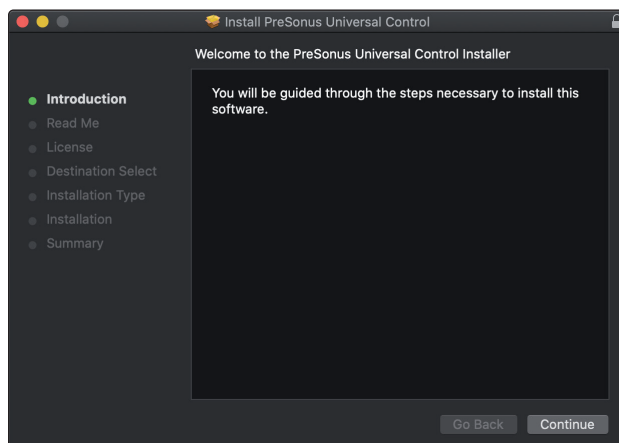 Install PreSonus Universal Control
Welcome to the PreSonus Universal Control Installer
Introduction
Read Me
License
Destination Select
Installation Type
Installation
Summary
You will be guided through the steps necessary to install this
software.
Go Back
Continue